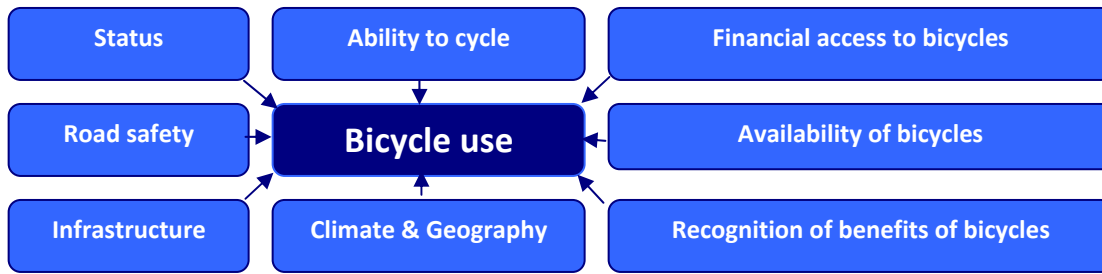 Status
Ability to cycle
Financial access to bicycles
Road safety
Bicycle use
Availability of bicycles
Infrastructure
Climate & Geography
Recognition of benefits of bicycles